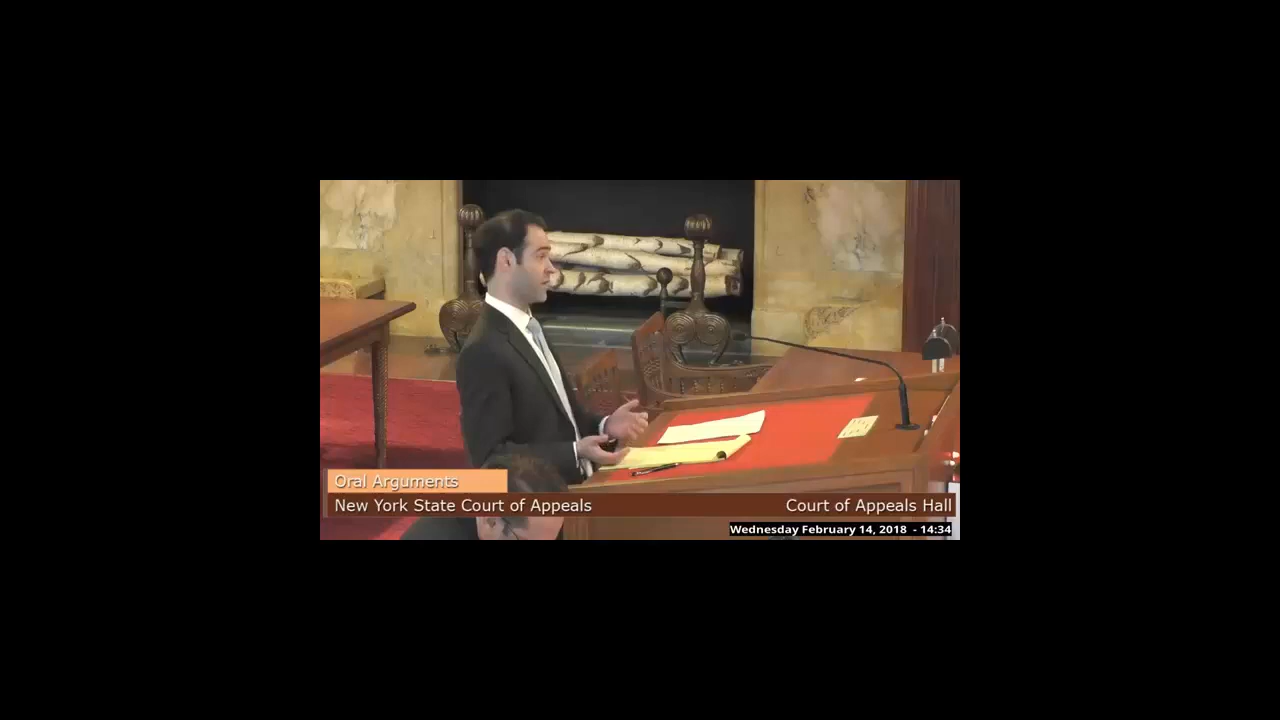 Oral Arguments
New York State Court of Appeals
Court of Appeals Hall
Wednesday February 14, 2018 - 14:34